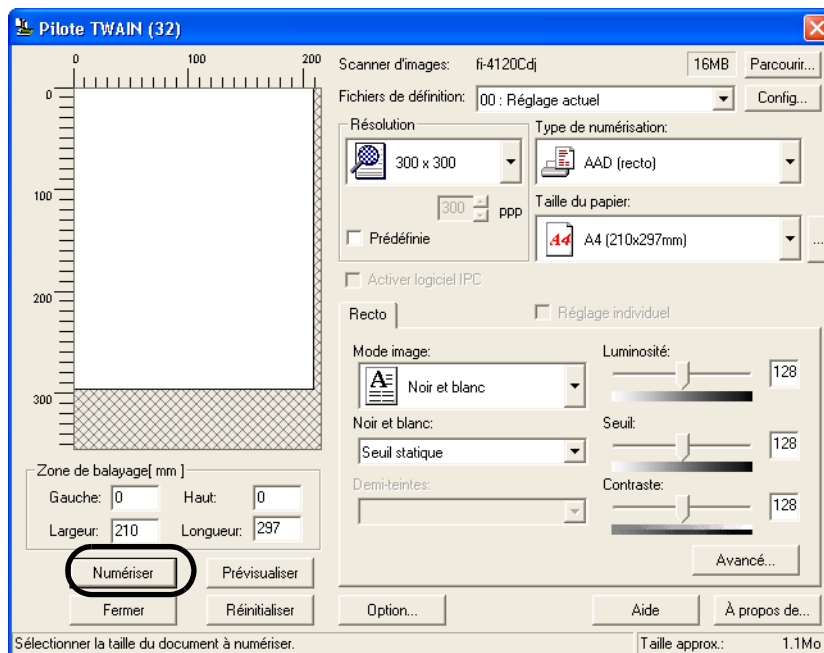 Pilote TWAIN (32)
0 100 200
0
100
200
300
Scanner d'images: fi-4120Cdj 16MB Parcourir...
Fichiers de définition: 00 : Réglage actuel Config...
Résolution
300 x 300
300 ppp
Prédéfinie
Type de numérisation:
AAD (recto)
Taille du papier:
A4 A4 (210x297mm) ...
Activer logiciel IPC
Recto
Réglage individuel
Mode image:
A Noir et blanc
Noir et blanc:
Seuil statique
Demi-teintes:
Luminosité:
128
Seuil:
128
Contraste:
128
Avancé...
Zone de balayage[ mm ]
Gauche: 0 Haut: 0
Largeur: 210 Longueur: 297
Numériser Prévisualiser
Fermer Réinitialiser Option... Aide À propos de...
Sélectionner la taille du document à numériser. Taille approx.: 1.1Mo